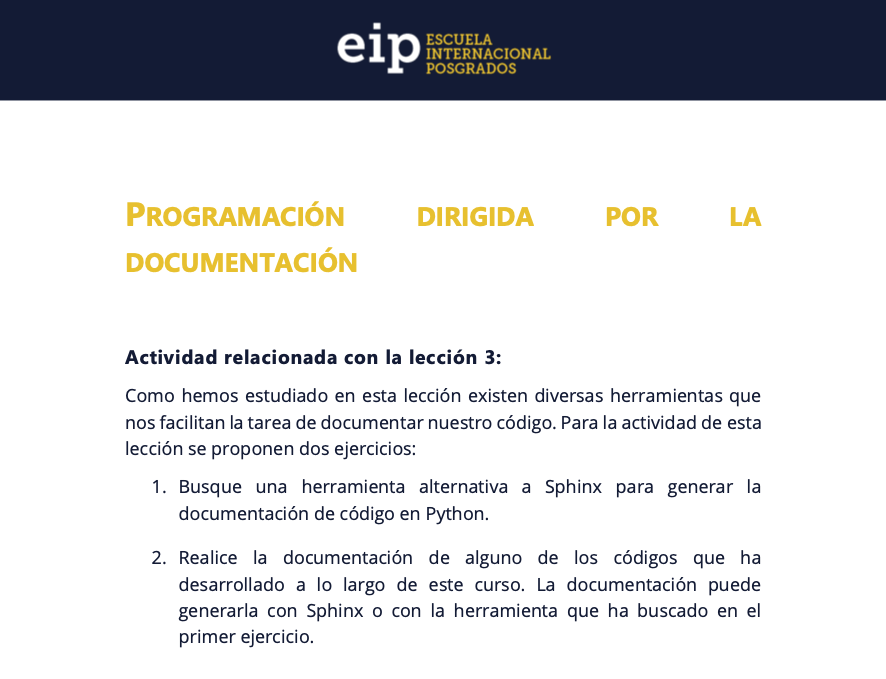 eip ESCUELA
INTERNACIONAL
POSGRADOS
PROGRAMACIÓN DIRIGIDA POR LA
DOCUMENTACIÓN
Actividad relacionada con la lección 3:
Como hemos estudiado en esta lección existen diversas herramientas que
nos facilitan la tarea de documentar nuestro código. Para la actividad de esta
lección se proponen dos ejercicios:
1. Busque una herramienta alternativa a Sphinx para generar la
documentación de código en Python.
2. Realice la documentación de alguno de los códigos que ha
desarrollado a lo largo de este curso. La documentación puede
generarla con Sphinx o con la herramienta que ha buscado en el
primer ejercicio.